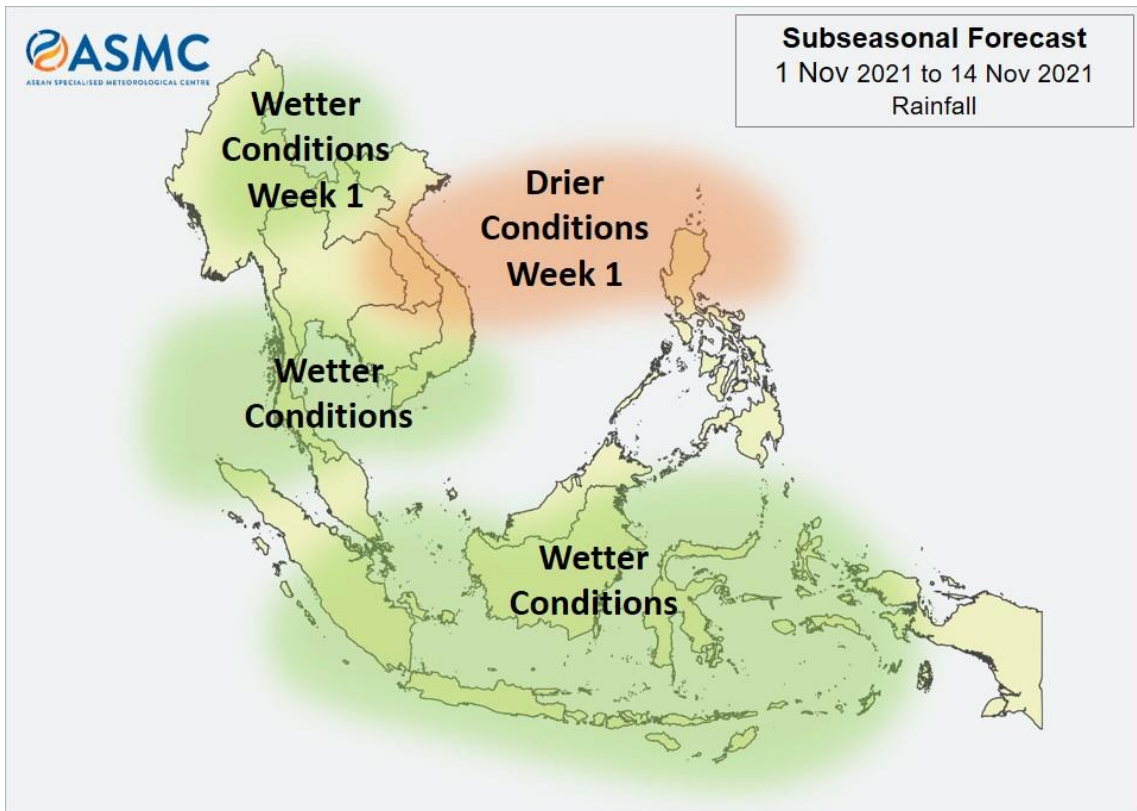 ASMC
ASEAN SPECIALISED METEOROLOGICAL CENTRE
Subseasonal Forecast
1 Nov 2021 to 14 Nov 2021
Rainfall
Wetter
Conditions
Week 1
Drier
Conditions
Week 1
Wetter
Conditions
Wetter
Conditions